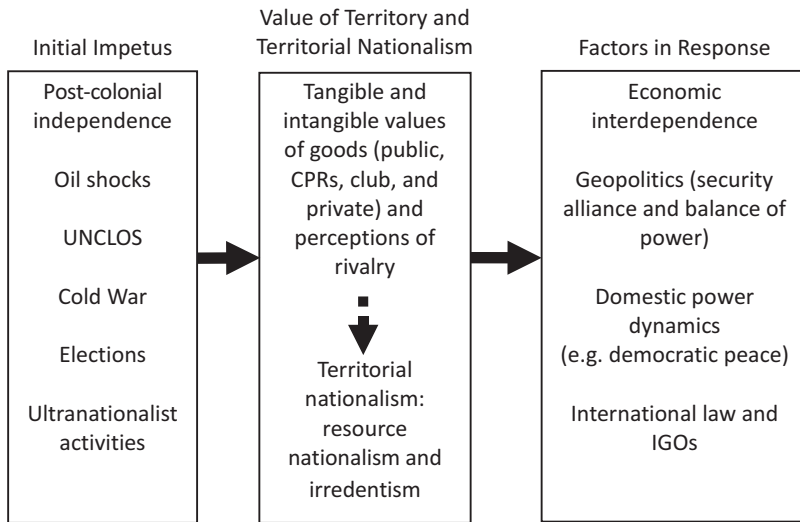 Initial Impetus
Post-colonial
independence
Oil shocks
UNCLOS
Cold War
Elections
Ultranationalist
activities
Value of Territory and
Territorial Nationalism
Tangible and
intangible values
of goods (public,
CPRs, club, and
private) and
perceptions of
rivalry
Territorial
nationalism:
resource
nationalism and
irredentism
Factors in Response
Economic
interdependence
Geopolitics (security
alliance and balance of
power)
Domestic power
dynamics
(e.g. democratic peace)
International law and
IGOs